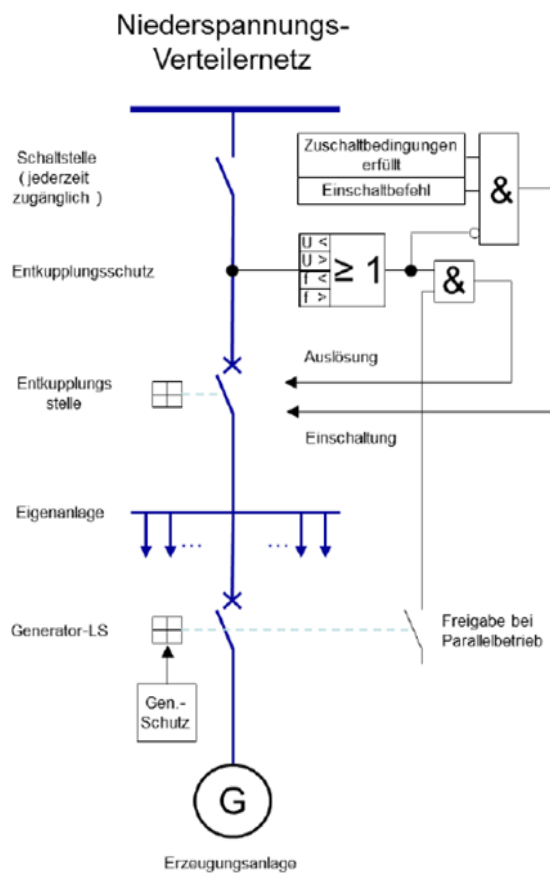 Niederspannungs-
Verteilernetz
Schaltstelle
( jederzeit
zugänglich )
Zuschaltbedingungen
erfüllt
Einschaltbefehl
&
Entkupplungsschutz
U <
U >
f <
f >
≥ 1
&
Auslösung
Entkupplungs
stelle
Einschaltung
Eigenanlage
... ...
Generator-LS
Freigabe bei
Parallelbetrieb
Gen.-
Schutz
G
Erzeugungsanlage